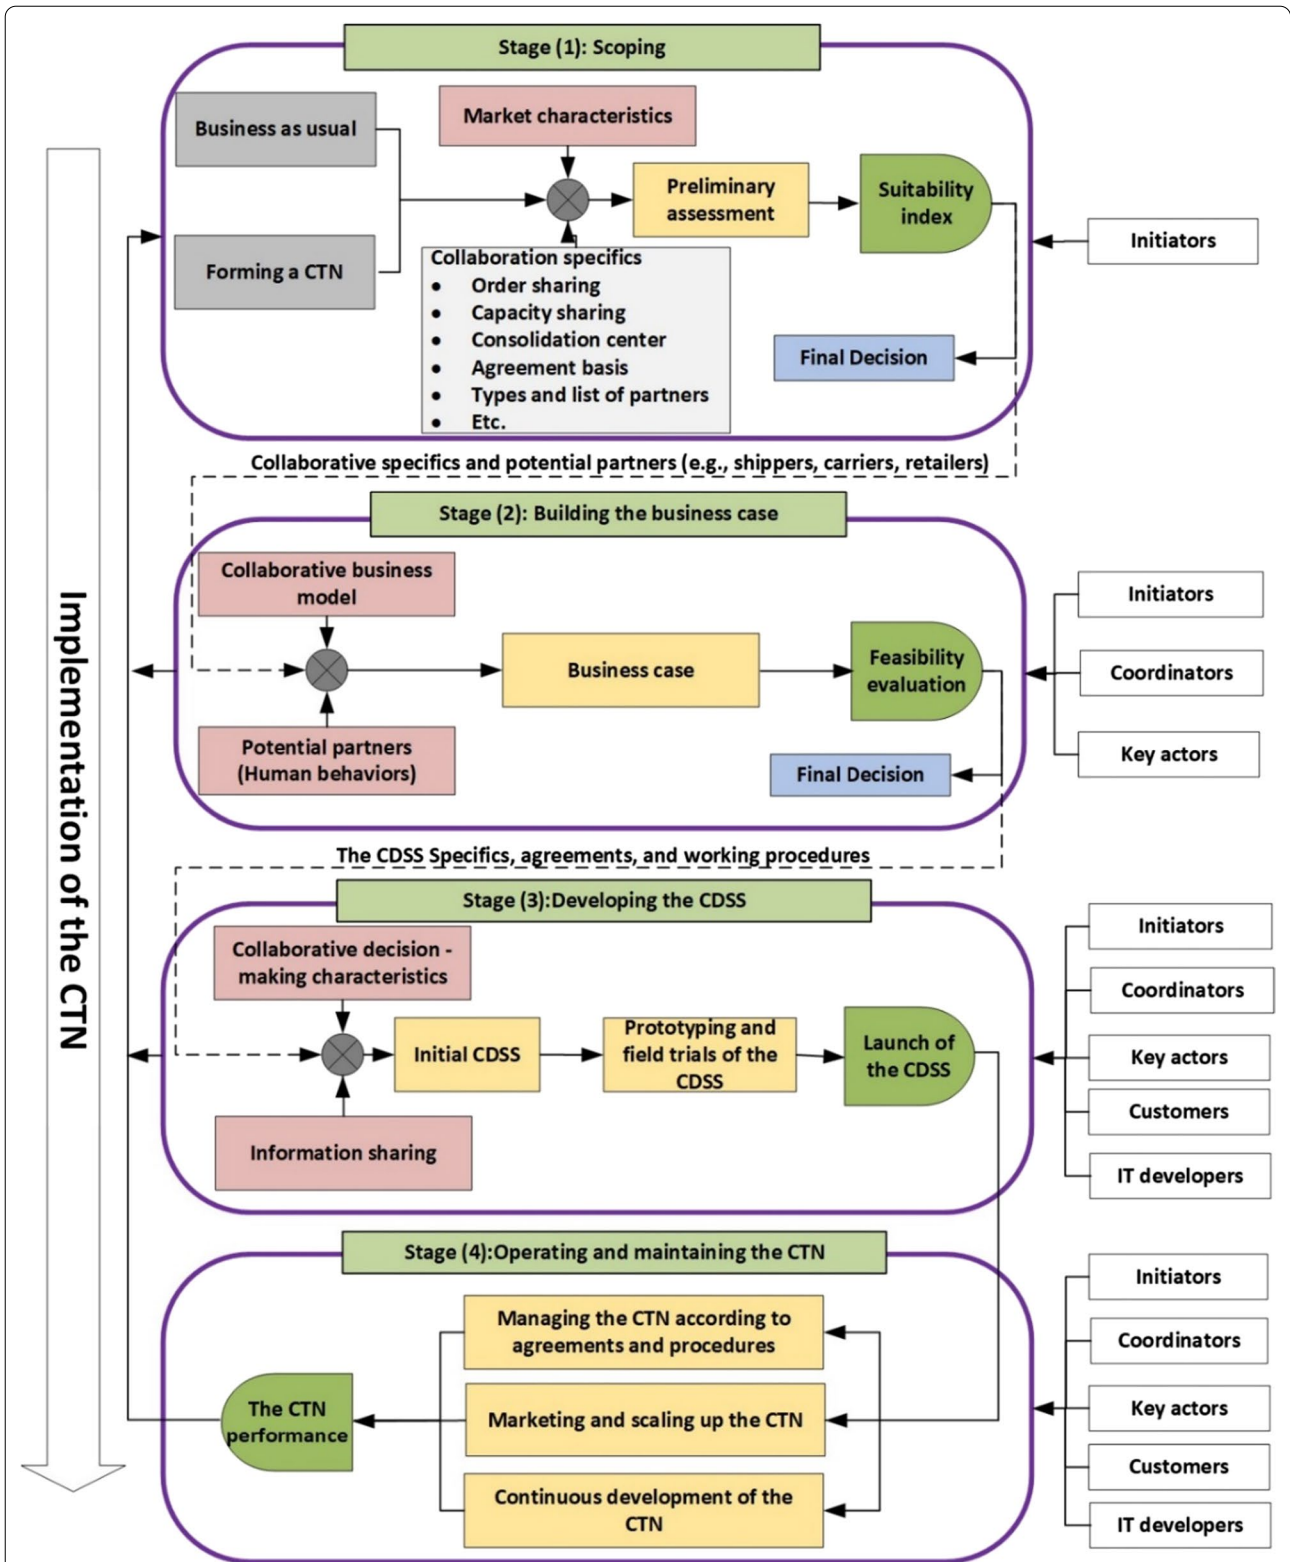 Stage (1): Scoping
Business as usual
Market characteristics
Preliminary
assessment
Suitability
index
Initiators
Forming a CTN
Collaboration specifics
● Order sharing
● Capacity sharing
● Consolidation center
● Agreement basis
● Types and list of partners
● Etc.
Final Decision
Collaborative specifics and potential partners (e.g., shippers, carriers, retailers)
Stage (2): Building the business case
Collaborative business
model
Business case
Feasibility
evaluation
Potential partners
(Human behaviors)
Final Decision
Initiators
Coordinators
Key actors
The CDSS Specifics, agreements, and working procedures
Stage (3):Developing the CDSS
Collaborative decision -
making characteristics
Initial CDSS
Prototyping and
field trials of the
CDSS
Launch of
the CDSS
Information sharing
Initiators
Coordinators
Key actors
Customers
IT developers
Stage (4):Operating and maintaining the CTN
Managing the CTN according to
agreements and procedures
The CTN
performance
Marketing and scaling up the CTN
Continuous development of the
CTN
Initiators
Coordinators
Key actors
Customers
IT developers
Implementation of the CTN